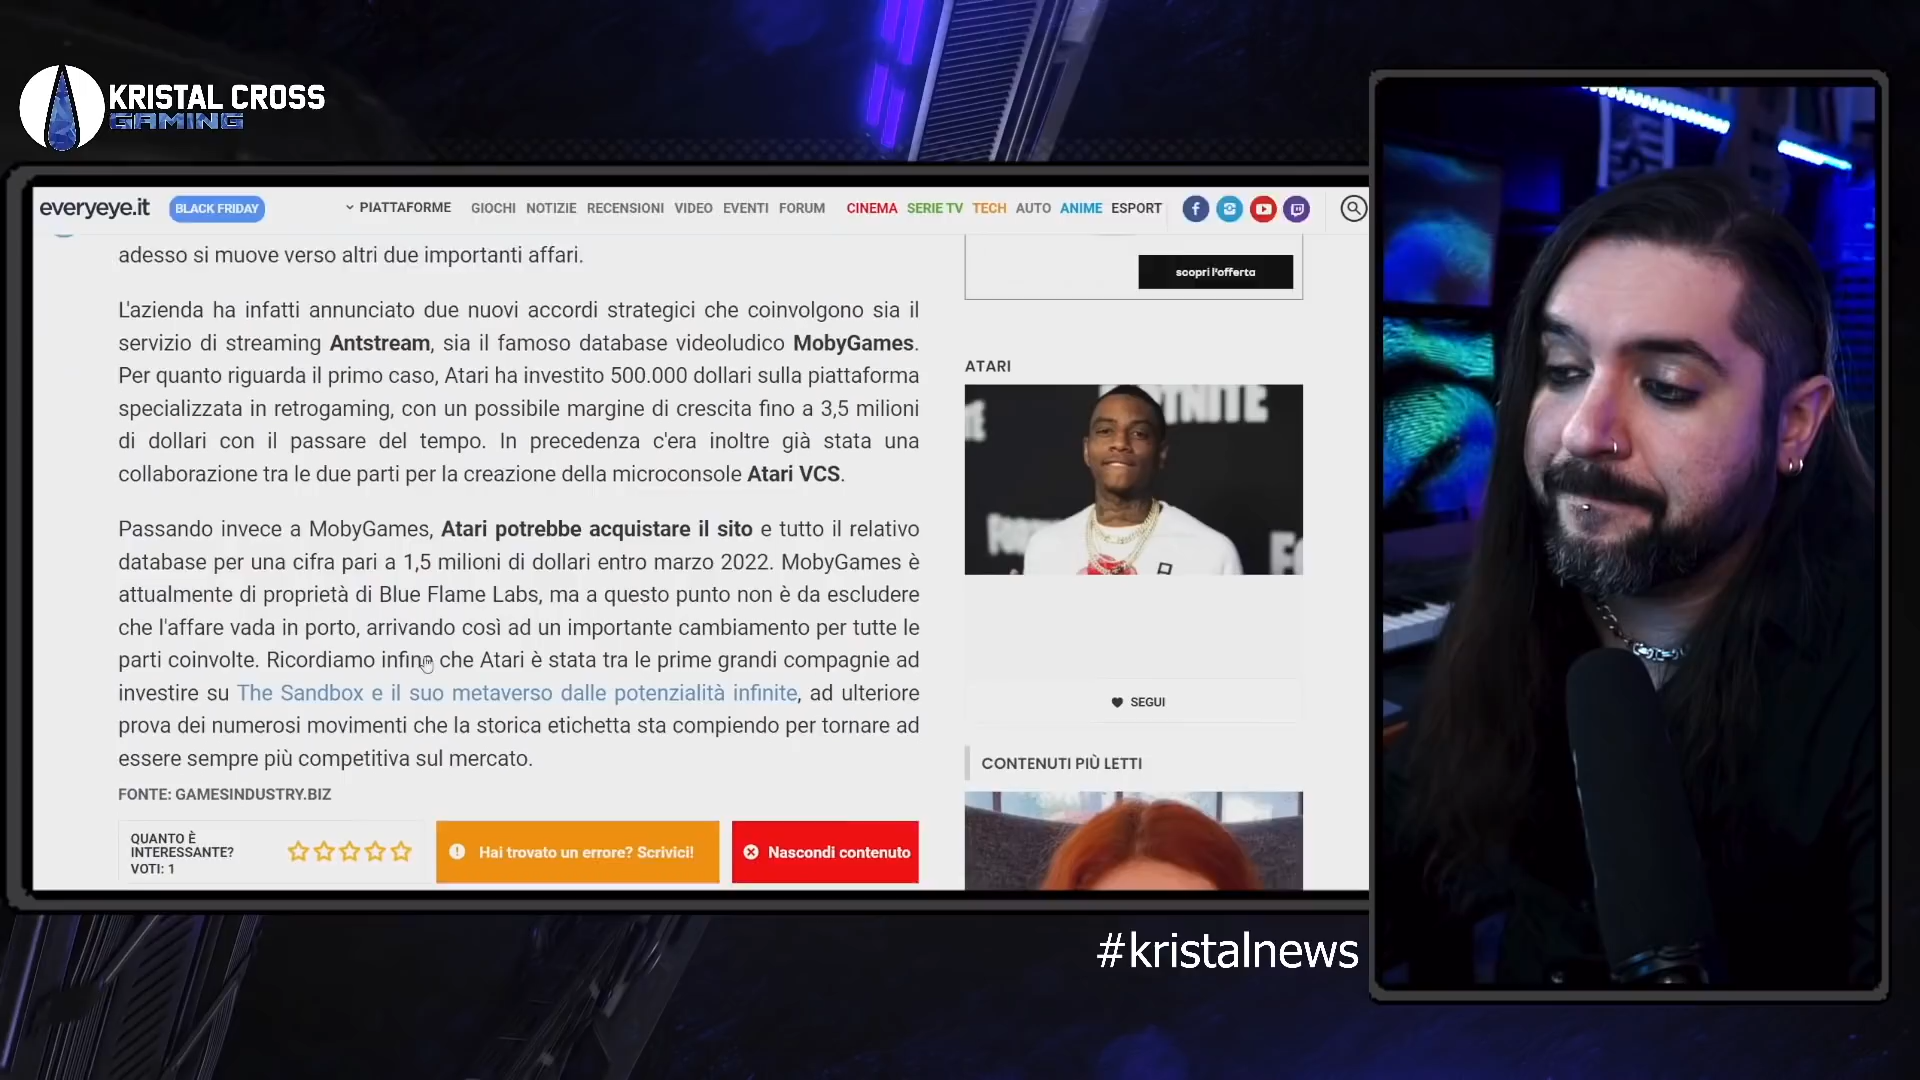 KRISTAL CROSS
GAMING
everyeye.it
BLACK FRIDAY
PIATTAFORME
GIOCHI
NOTIZIE
RECENSIONI
VIDEO
EVENTI
FORUM
CINEMA
SERIE TV
TECH
AUTO
ANIME
ESPORT
adesso si muove verso altri due importanti affari.
L'azienda ha infatti annunciato due nuovi accordi strategici che coinvolgono sia il
servizio di streaming Antstream, sia il famoso database videoludico MobyGames.
Per quanto riguarda il primo caso, Atari ha investito 500.000 dollari sulla piattaforma
specializzata in retrogaming, con un possibile margine di crescita fino a 3,5 milioni
di dollari con il passare del tempo. In precedenza c'era inoltre già stata una
collaborazione tra le due parti per la creazione della microconsole Atari VCS.
Passando invece a MobyGames, Atari potrebbe acquistare il sito e tutto il relativo
database per una cifra pari a 1,5 milioni di dollari entro marzo 2022. MobyGames è
attualmente di proprietà di Blue Flame Labs, ma a questo punto non è da escludere
che l'affare vada in porto, arrivando così ad un importante cambiamento per tutte le
parti coinvolte. Ricordiamo infine che Atari è stata tra le prime grandi compagnie ad
investire su The Sandbox e il suo metaverso dalle potenzialità infinite, ad ulteriore
prova dei numerosi movimenti che la storica etichetta sta compiendo per tornare ad
essere sempre più competitiva sul mercato.
FONTE: GAMESINDUSTRY.BIZ
QUANTO È
INTERESSANTE?
VOTI: 1
Hai trovato un errore? Scrivici!
Nascondi contenuto
scopri l'offerta
ATARI
SEGUI
CONTENUTI PIÙ LETTI
#kristalnews